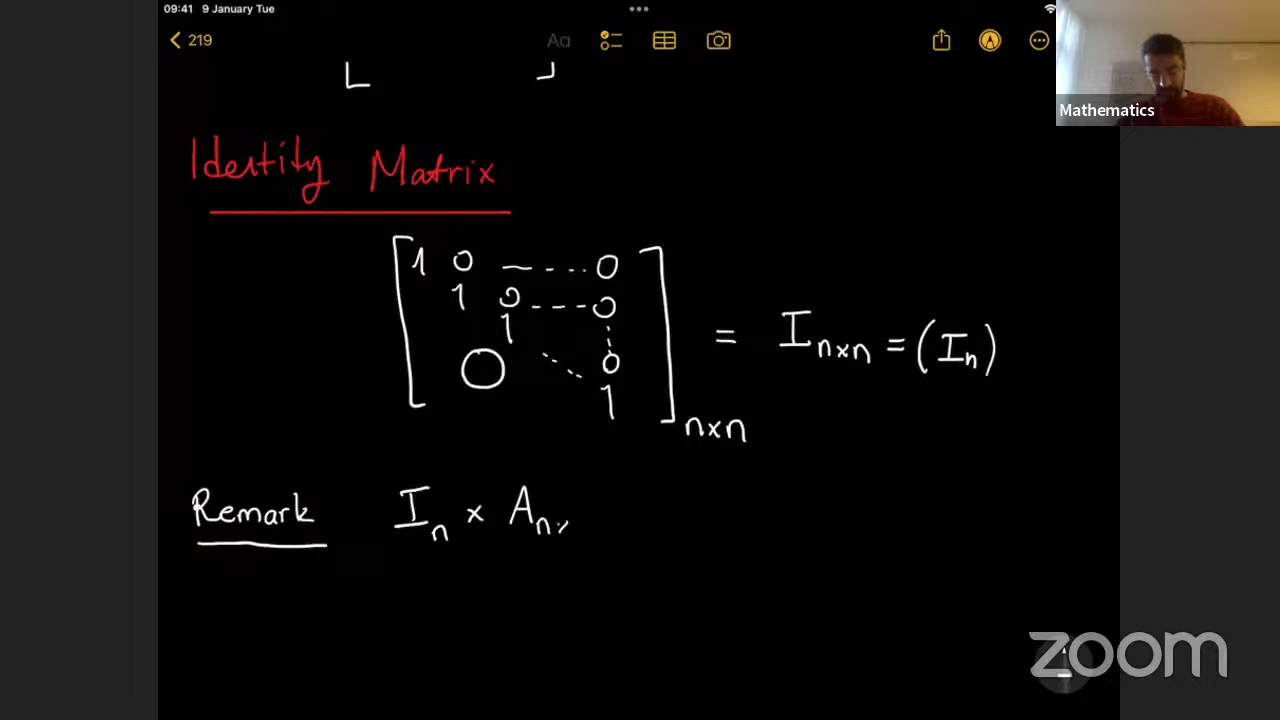 09:41 9 January Tue
219
Aa
Mathematics
Identity Matrix
1 0 0
1 0 0
1
0 0
1
n×n
= I n×n = (I n)
Remark I n × A n×
zoom